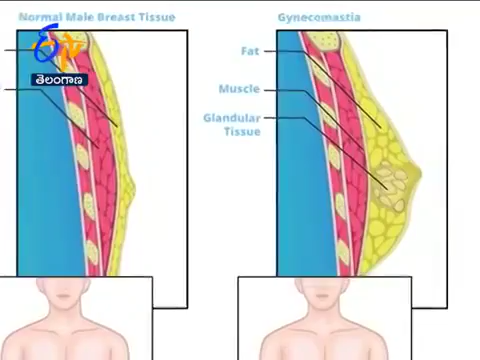 Normal Male Breast Tissue
Gynecomastia
తెలంగాణ
Fat
Muscle
Glandular
Tissue